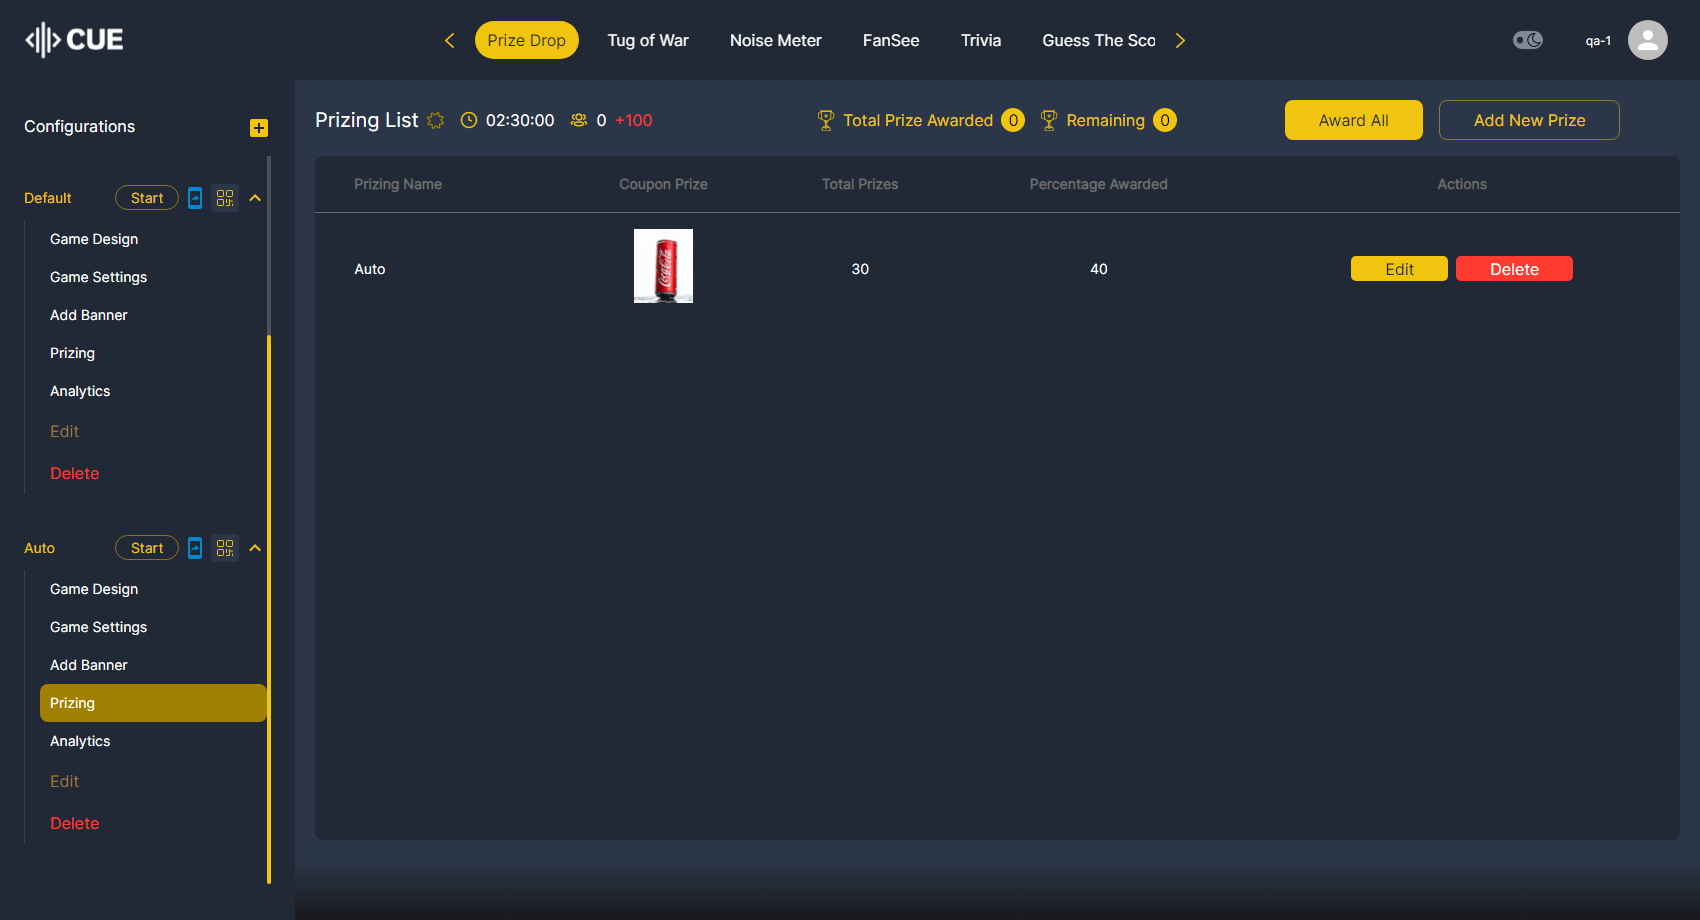 CUE
Prize Drop
Tug of War
Noise Meter
FanSee
Trivia
Guess The Sco
qa-1
Configurations
Default
Start
Game Design
Game Settings
Add Banner
Prizing
Analytics
Edit
Delete
Auto
Start
Game Design
Game Settings
Add Banner
Prizing
Analytics
Edit
Delete
Prizing List
02:30:00
0 +100
Total Prize Awarded 0
Remaining 0
Award All
Add New Prize
Prizing Name
Coupon Prize
Total Prizes
Percentage Awarded
Actions
Auto
Coca-Cola
30
40
Edit
Delete